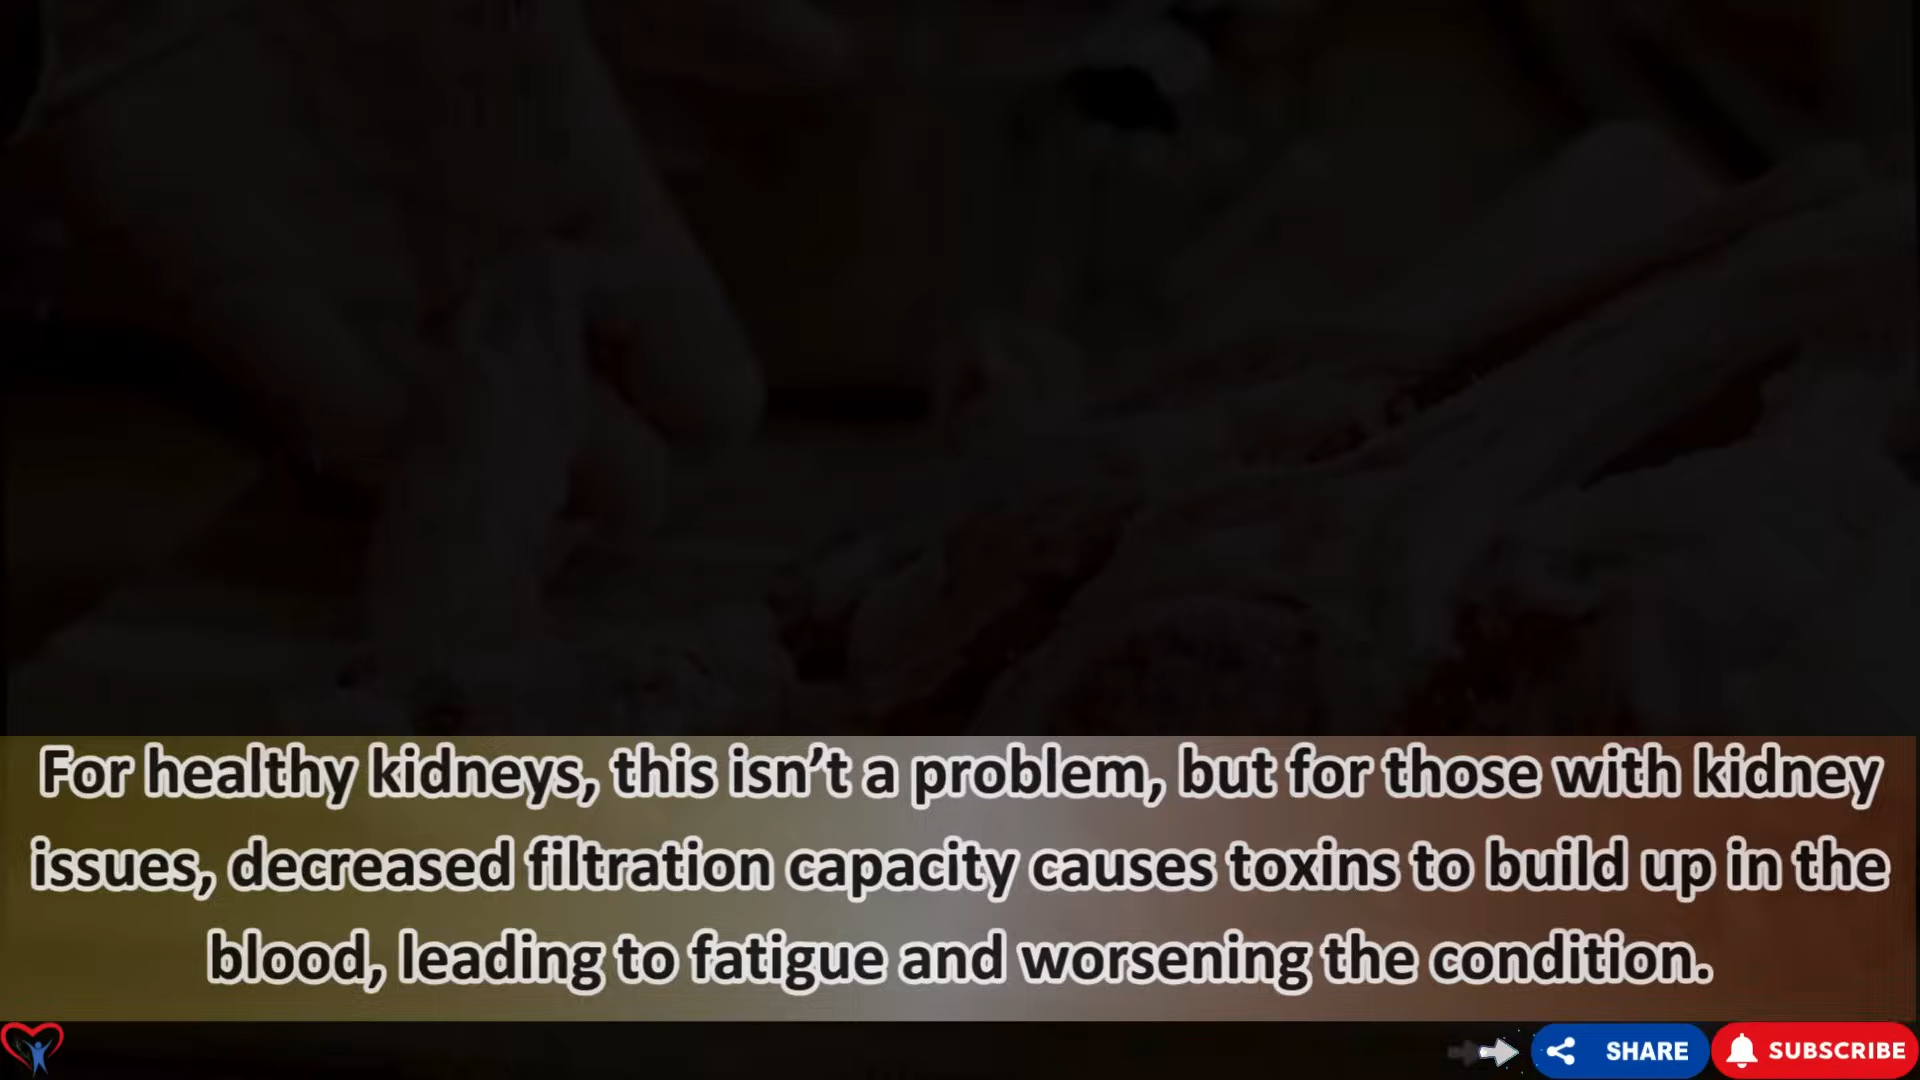 For healthy kidneys, this isn’t a problem, but for those with kidney
issues, decreased filtration capacity causes toxins to build up in the
blood, leading to fatigue and worsening the condition.
SHARE
SUBSCRIBE